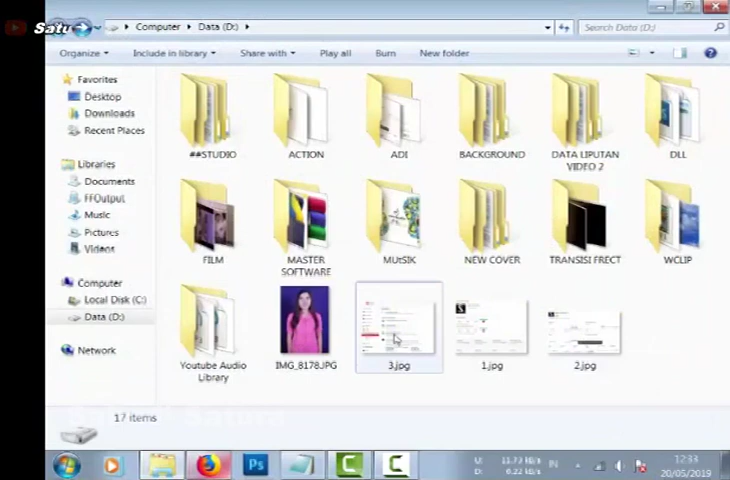 Satu
Computer ▸ Data (D:) ▸
Search Data (D:)
Organize ▾ Include in library ▾ Share with ▾ Play all Burn New folder
Favorites
Desktop
Downloads
Recent Places
Libraries
Documents
FFOutput
Music
Pictures
Videos
Computer
Local Disk (C:)
Data (D:)
Network
##STUDIO ACTION ADI BACKGROUND DATA LIPUTAN VIDEO 2 DLL
FILM MASTER SOFTWARE MUtSIK NEW COVER TRANSISI FRECT WCLIP
Youtube Audio Library IMG_8178.JPG 3.jpg 1.jpg 2.jpg
17 items
Satura
Ps
U: 11.73 kB/s
D: 0.22 kB/s
IN
12:33
20/05/2019